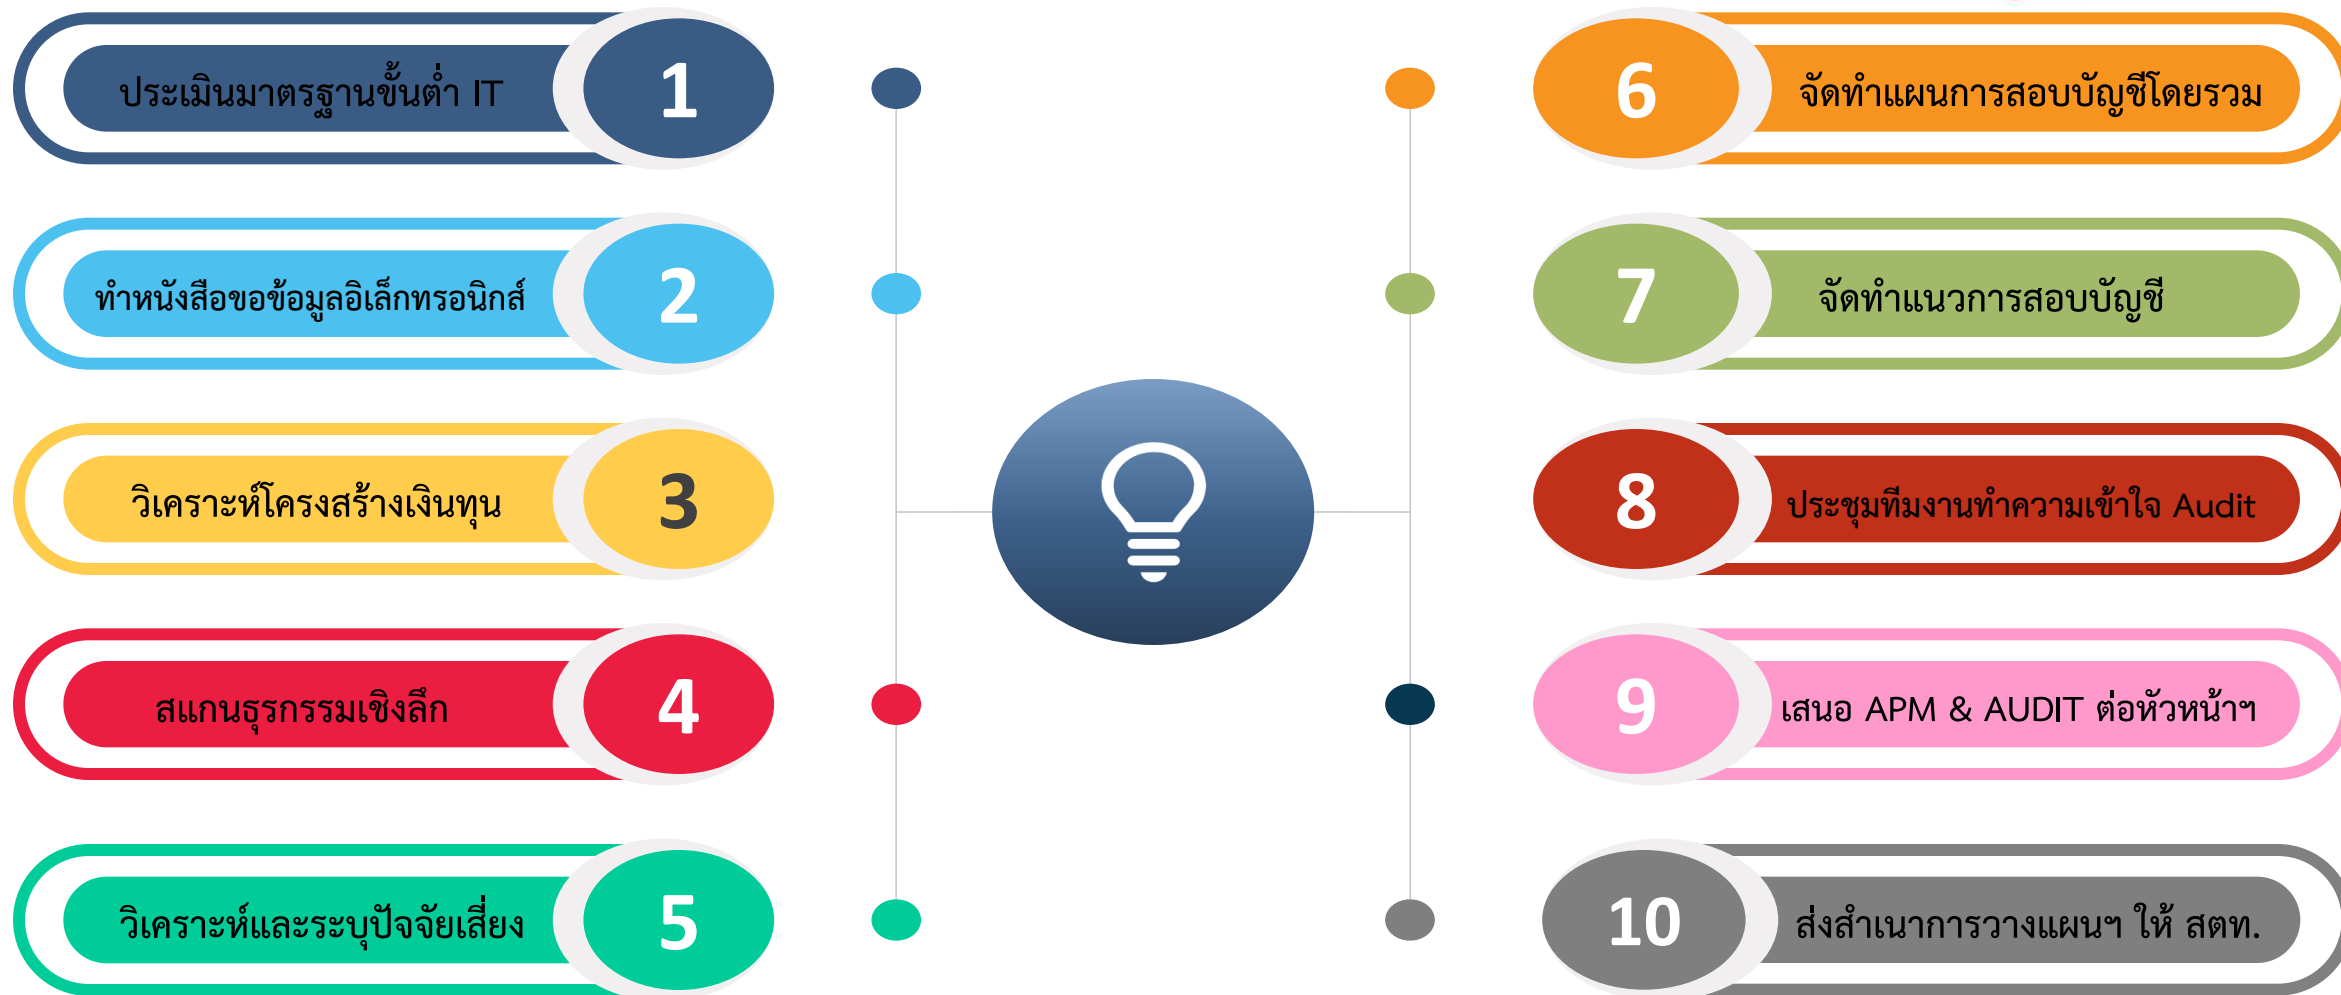 1
ประเมินมาตรฐานขั้นต่ำ IT
2
ทำหนังสือขอข้อมูลอิเล็กทรอนิกส์
3
วิเคราะห์โครงสร้างเงินทุน
4
สแกนธุรกรรมเชิงลึก
5
วิเคราะห์และระบุปัจจัยเสี่ยง
6
จัดทำแผนการสอบบัญชีโดยรวม
7
จัดทำแนวการสอบบัญชี
8
ประชุมทีมงานทำความเข้าใจ Audit
9
เสนอ APM & AUDIT ต่อหัวหน้าฯ
10
ส่งสำเนาการวางแผนฯ ให้ สตท.